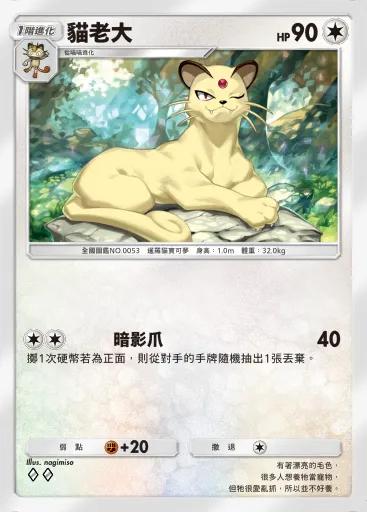 1階進化
貓老大
HP 90
從喵喵進化
全國圖鑑NO.0053 暹羅貓寶可夢 身高：1.0m 體重：32.0kg
暗影爪 40
擲1次硬幣若為正面，則從對手的手牌隨機抽出1張丟棄。
弱點 +20 撤退
Illus. nagimiso
有著漂亮的毛色，
很多人想養牠當寵物，
但牠很愛亂抓，所以並不好養。